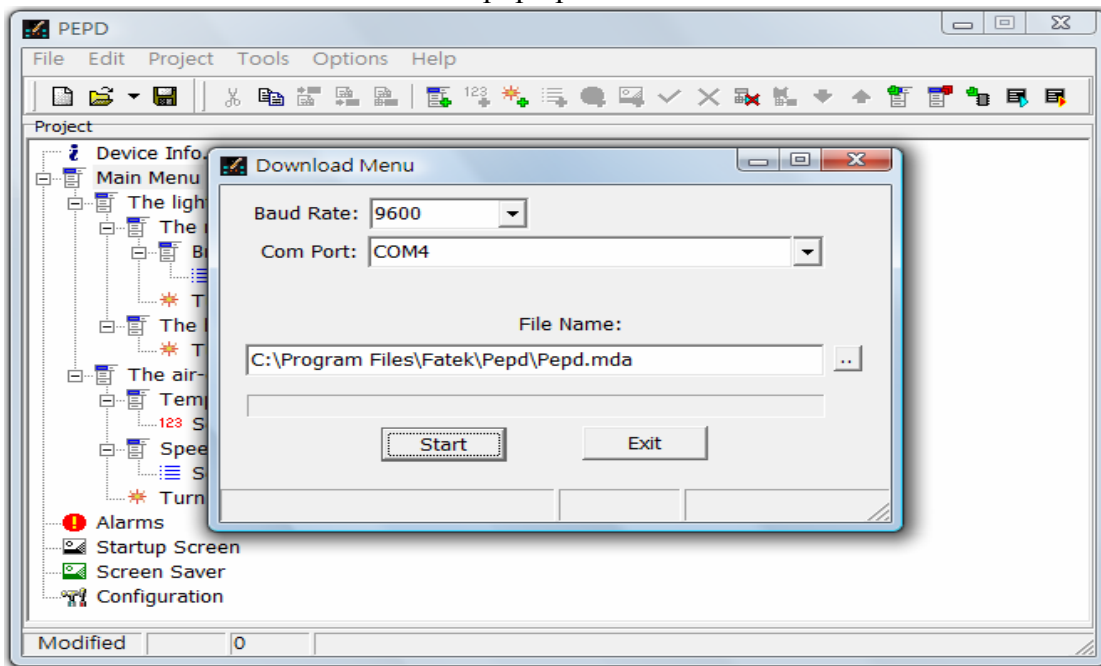 PEPD
File Edit Project Tools Options Help
Project
Device Info.
Main Menu
The ligh
The
B
T
The
T
The air-
Tem
123 S
Spee
S
Turn
Alarms
Startup Screen
Screen Saver
Configuration
Modified 0
Download Menu
Baud Rate: 9600
Com Port: COM4
File Name:
C:\Program Files\Fatek\Pepd\Pepd.mda
..
Start Exit